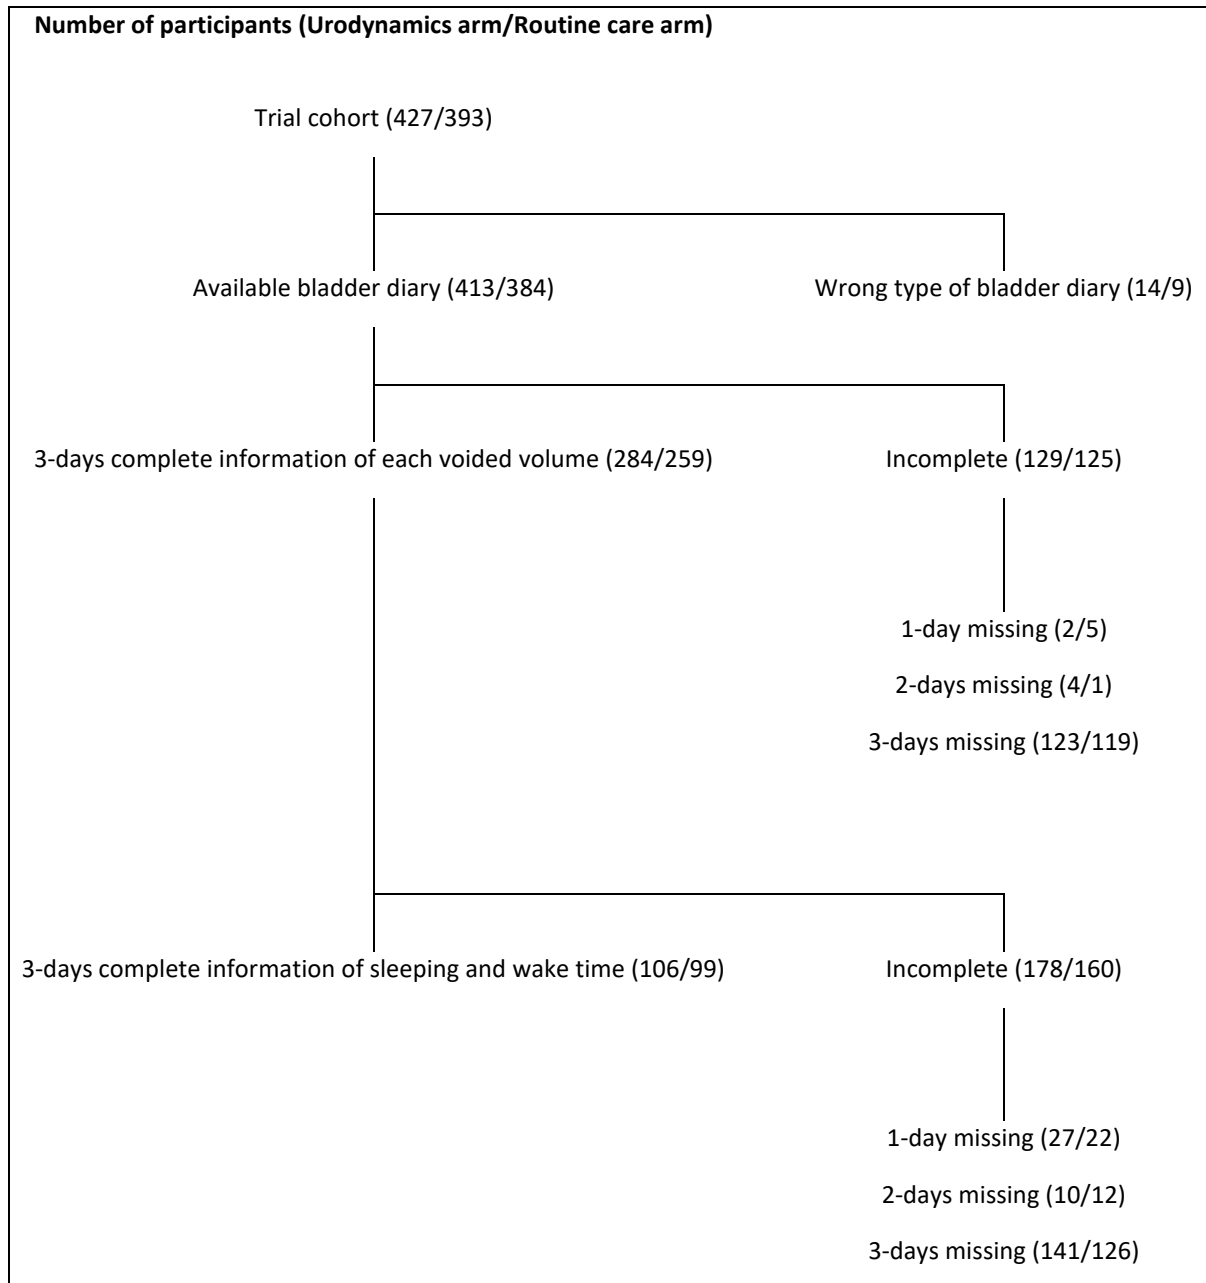 Number of participants (Urodynamics arm/Routine care arm)
Trial cohort (427/393)
Available bladder diary (413/384)
Wrong type of bladder diary (14/9)
3-days complete information of each voided volume (284/259)
Incomplete (129/125)
1-day missing (2/5)
2-days missing (4/1)
3-days missing (123/119)
3-days complete information of sleeping and wake time (106/99)
Incomplete (178/160)
1-day missing (27/22)
2-days missing (10/12)
3-days missing (141/126)